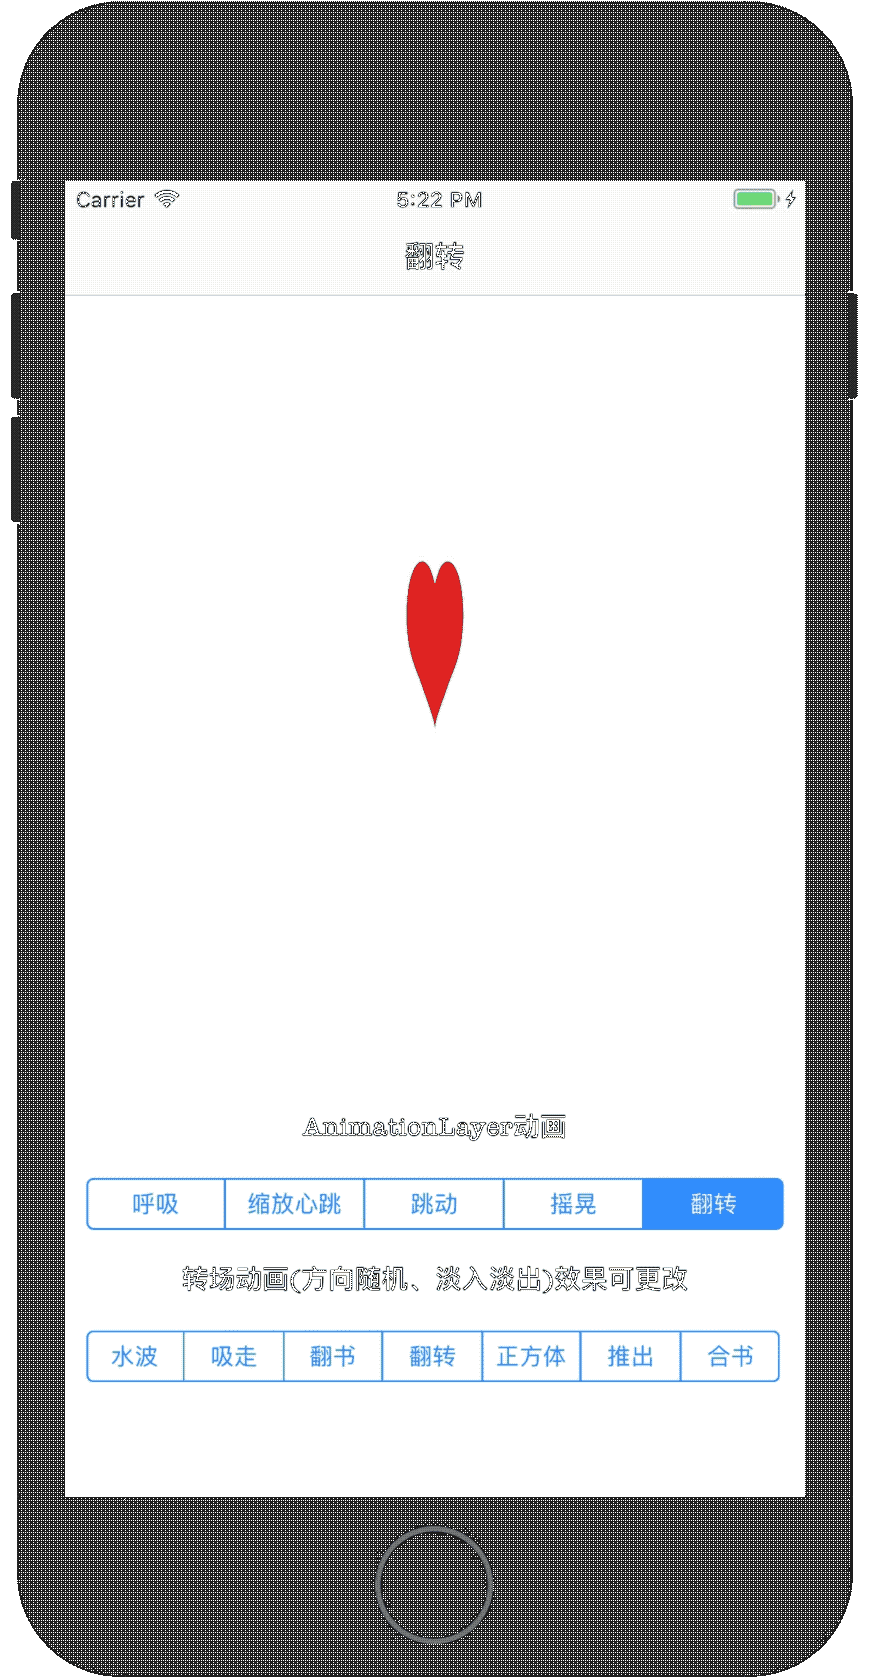 Carrier 5:22 PM
翻转
AnimationLayer动画
呼吸 缩放心跳 跳动 摇晃 翻转
转场动画(方向随机、淡入淡出)效果可更改
水波 吸走 翻书 翻转 正方体 推出 合书